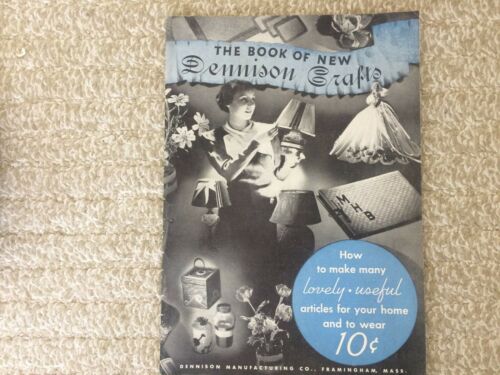 THE BOOK OF NEW
Dennison Crafts
MHB
How
to make many
lovely · useful
articles for your home
and to wear
10¢
DENNISON MANUFACTURING CO., FRAMINGHAM, MASS.